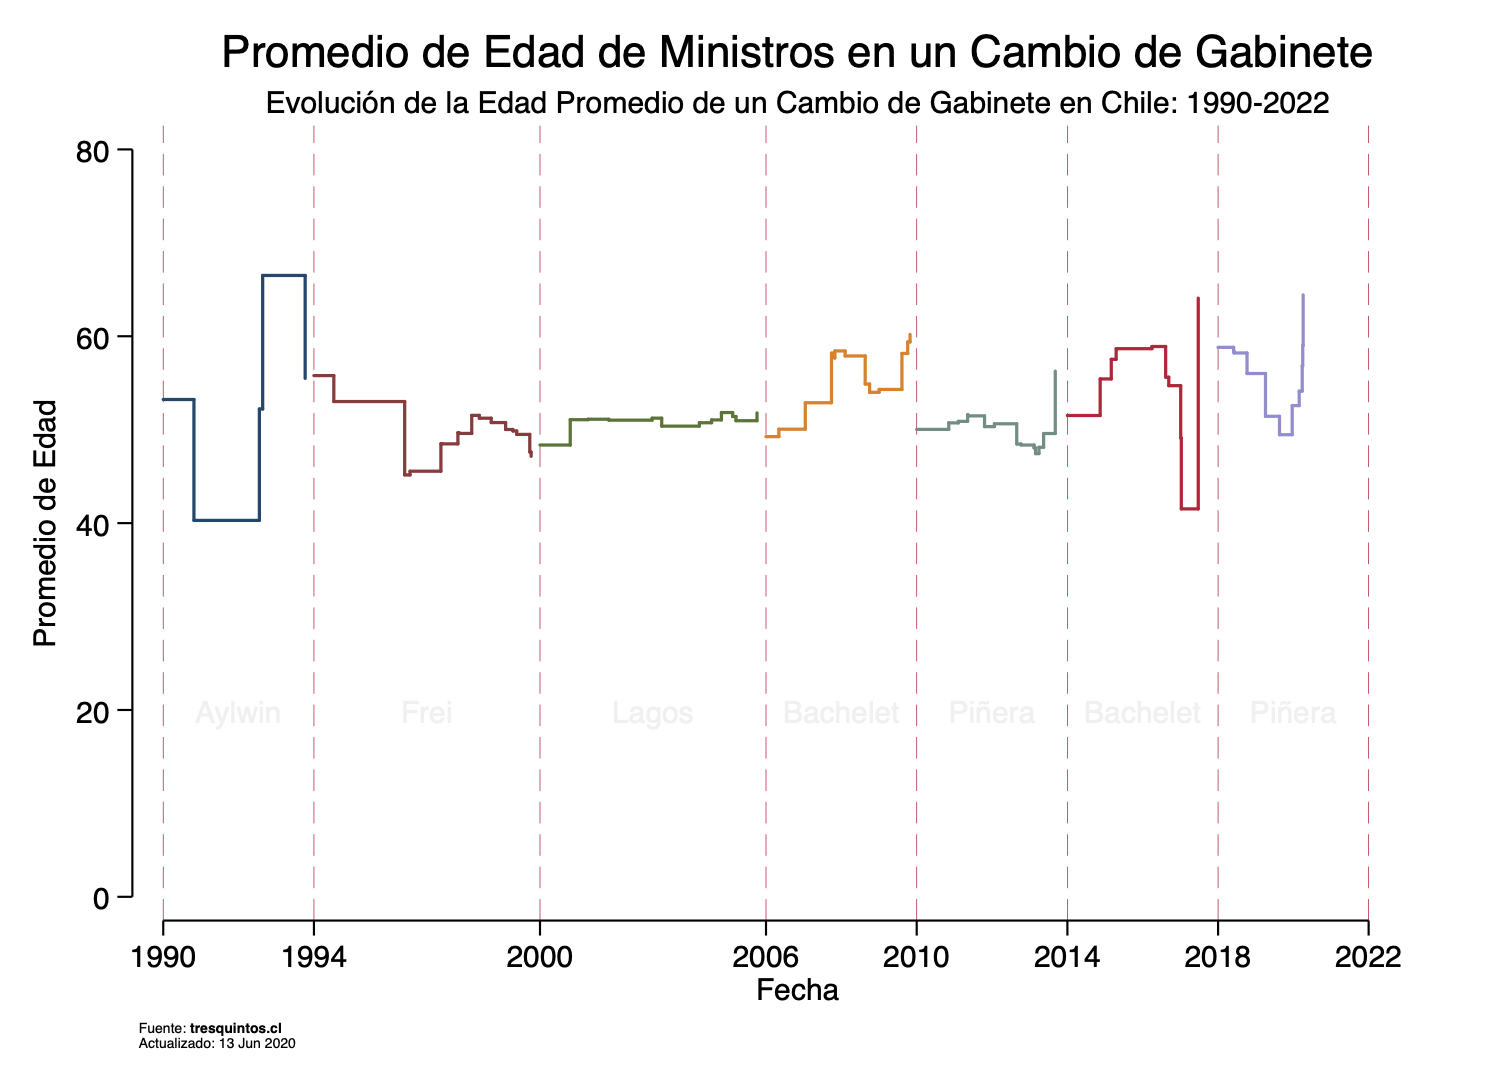 Promedio de Edad de Ministros en un Cambio de Gabinete
Evolución de la Edad Promedio de un Cambio de Gabinete en Chile: 1990-2022
80
60
40
20
0
Promedio de Edad
Aylwin
Frei
Lagos
Bachelet
Piñera
Bachelet
Piñera
1990
1994
2000
2006
2010
2014
2018
2022
Fecha
Fuente: tresquintos.cl
Actualizado: 13 Jun 2020